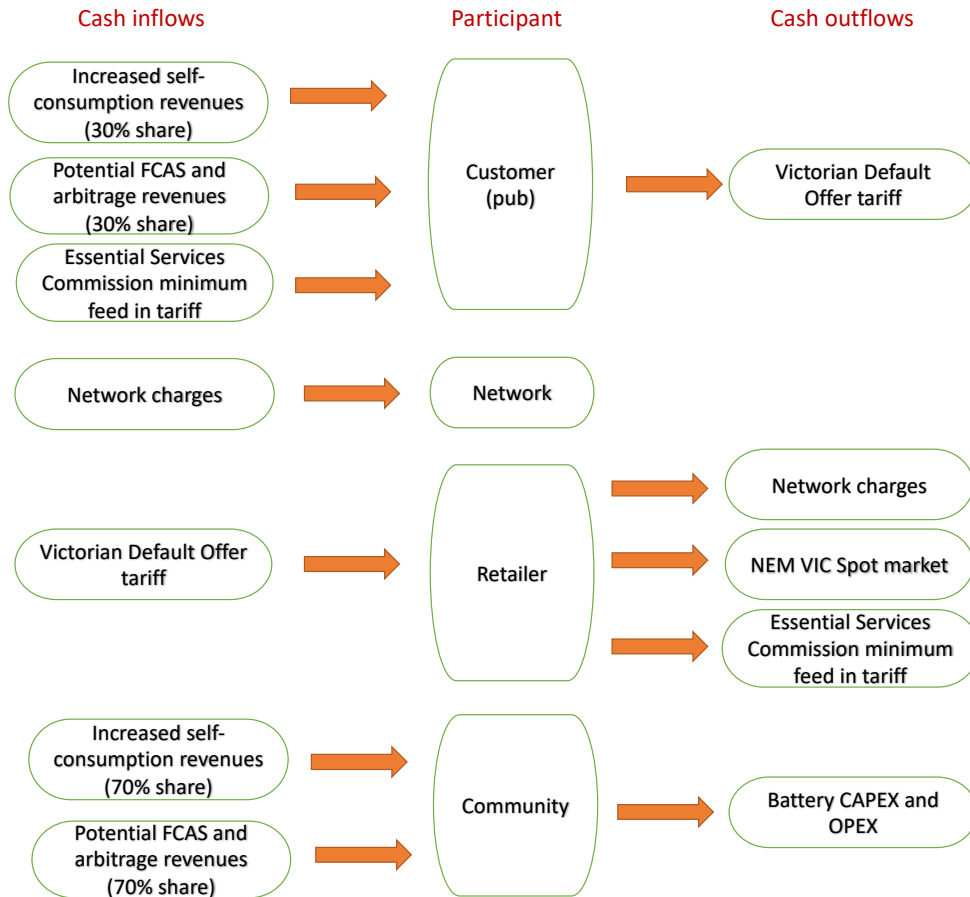 Cash inflows
Participant
Cash outflows
Increased self-
consumption revenues
(30% share)
Potential FCAS and
arbitrage revenues
(30% share)
Essential Services
Commission minimum
feed in tariff
Customer
(pub)
Victorian Default
Offer tariff
Network charges
Network
Victorian Default Offer
tariff
Retailer
Network charges
NEM VIC Spot market
Essential Services
Commission minimum
feed in tariff
Increased self-
consumption revenues
(70% share)
Potential FCAS and
arbitrage revenues
(70% share)
Community
Battery CAPEX and
OPEX